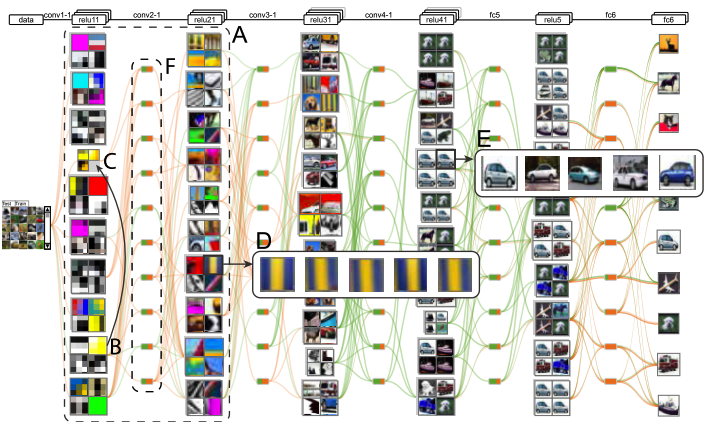 data conv1-1 relu11 conv2-1 relu21 conv3-1 relu31 conv4-1 relu41 fc5 relu5 fc6 fc6
A
F
E
C
Test Train
D
B